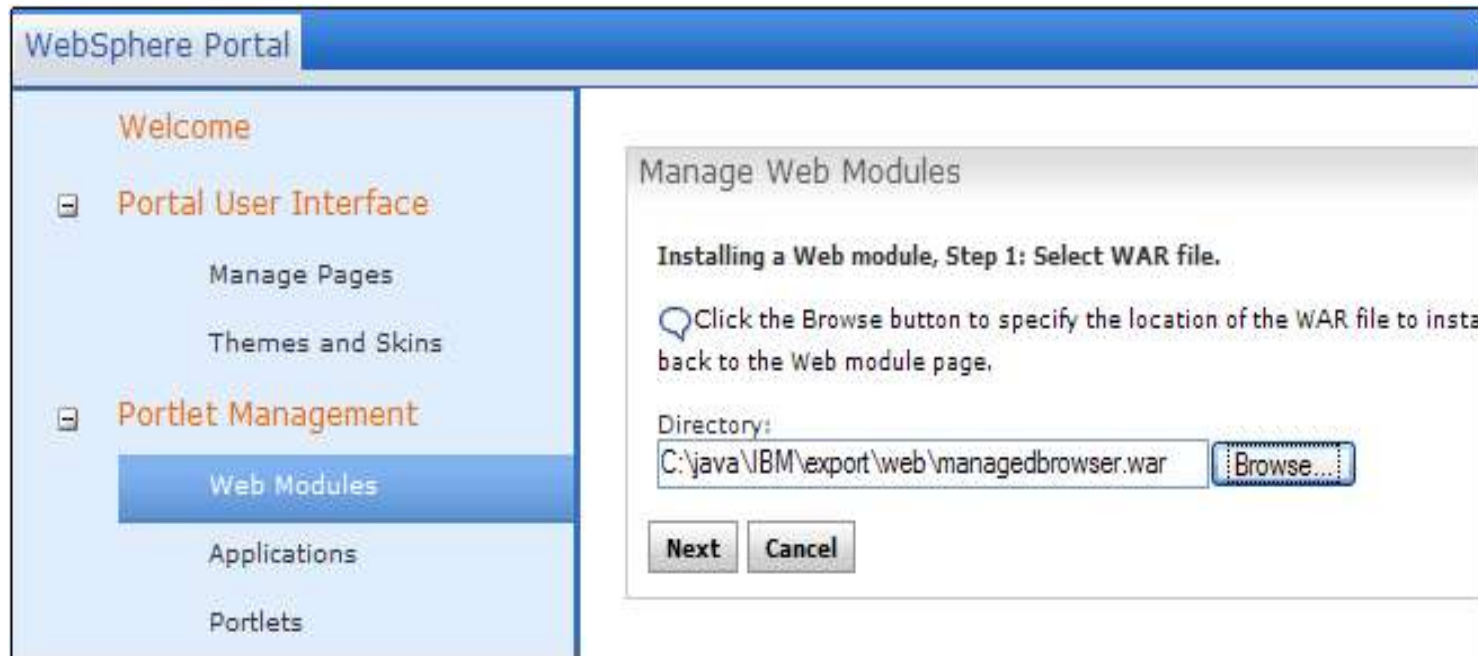 WebSphere Portal
Welcome
Portal User Interface
Manage Pages
Themes and Skins
Portlet Management
Web Modules
Applications
Portlets
Manage Web Modules
Installing a Web module, Step 1: Select WAR file.
Click the Browse button to specify the location of the WAR file to
back to the Web module page.
Directory:
C:\java\IBM\export\web\managedbrowser.war
Browse...
Next
Cancel